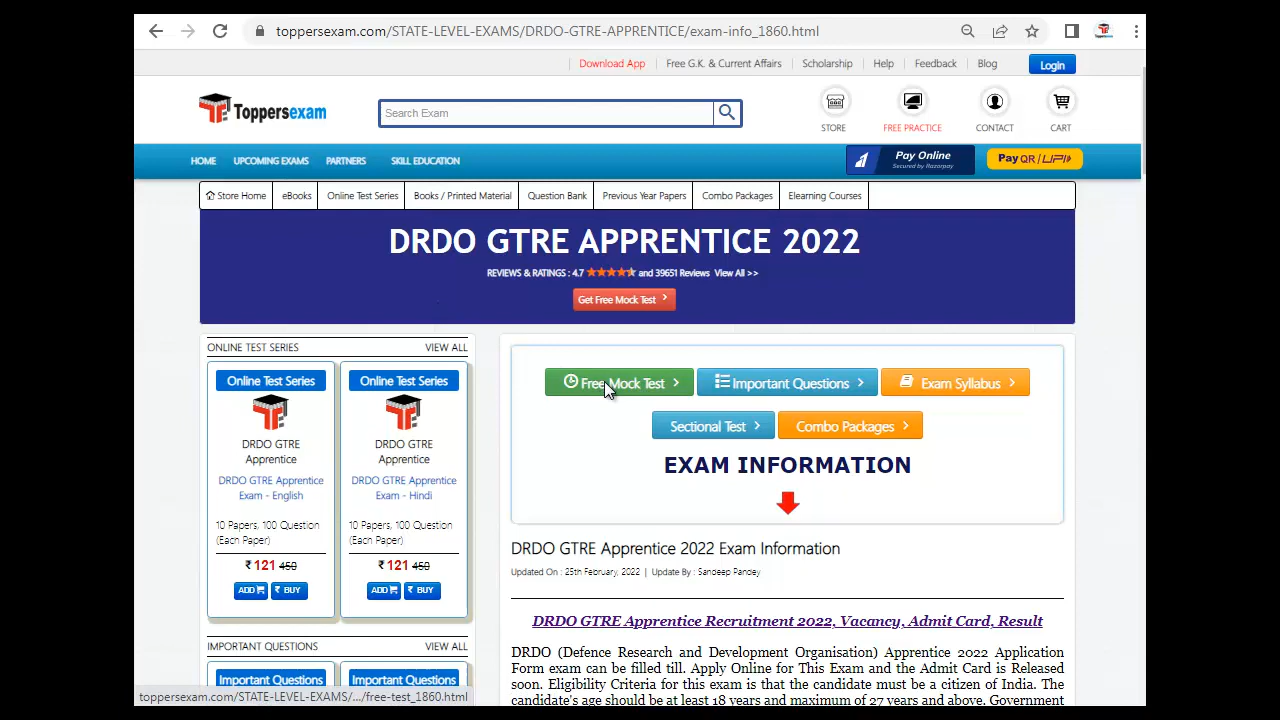 toppersexam.com/STATE-LEVEL-EXAMS/DRDO-GTRE-APPRENTICE/exam-info_1860.html
Download App Free G.K. & Current Affairs Scholarship Help Feedback Blog Login
Toppersexam
Search Exam
STORE FREE PRACTICE CONTACT CART
HOME UPCOMING EXAMS PARTNERS SKILL EDUCATION
Pay Online
Secured by Razorpay
Pay QR / UPI
Store Home eBooks Online Test Series Books / Printed Material Question Bank Previous Year Papers Combo Packages Elearning Courses
DRDO GTRE APPRENTICE 2022
REVIEWS & RATINGS : 4.7 and 39651 Reviews View All >>
Get Free Mock Test
ONLINE TEST SERIES VIEW ALL
Online Test Series
DRDO GTRE
Apprentice
DRDO GTRE Apprentice
Exam - English
10 Papers, 100 Question
(Each Paper)
₹ 121 450
ADD ₹ BUY
Online Test Series
DRDO GTRE
Apprentice
DRDO GTRE Apprentice
Exam - Hindi
10 Papers, 100 Question
(Each Paper)
₹ 121 450
ADD ₹ BUY
IMPORTANT QUESTIONS VIEW ALL
Important Questions
Important Questions
Free Mock Test Important Questions Exam Syllabus
Sectional Test Combo Packages
EXAM INFORMATION
DRDO GTRE Apprentice 2022 Exam Information
Updated On : 25th February, 2022 | Update By : Sandeep Pandey
DRDO GTRE Apprentice Recruitment 2022, Vacancy, Admit Card, Result
DRDO (Defence Research and Development Organisation) Apprentice 2022 Application
Form exam can be filled till. Apply Online for This Exam and the Admit Card is Released
soon. Eligibility Criteria for this exam is that the candidate must be a citizen of India. The
candidate's age should be at least 18 years and maximum of 27 years and above. Government
toppersexam.com/STATE-LEVEL-EXAMS/.../free-test_1860.html